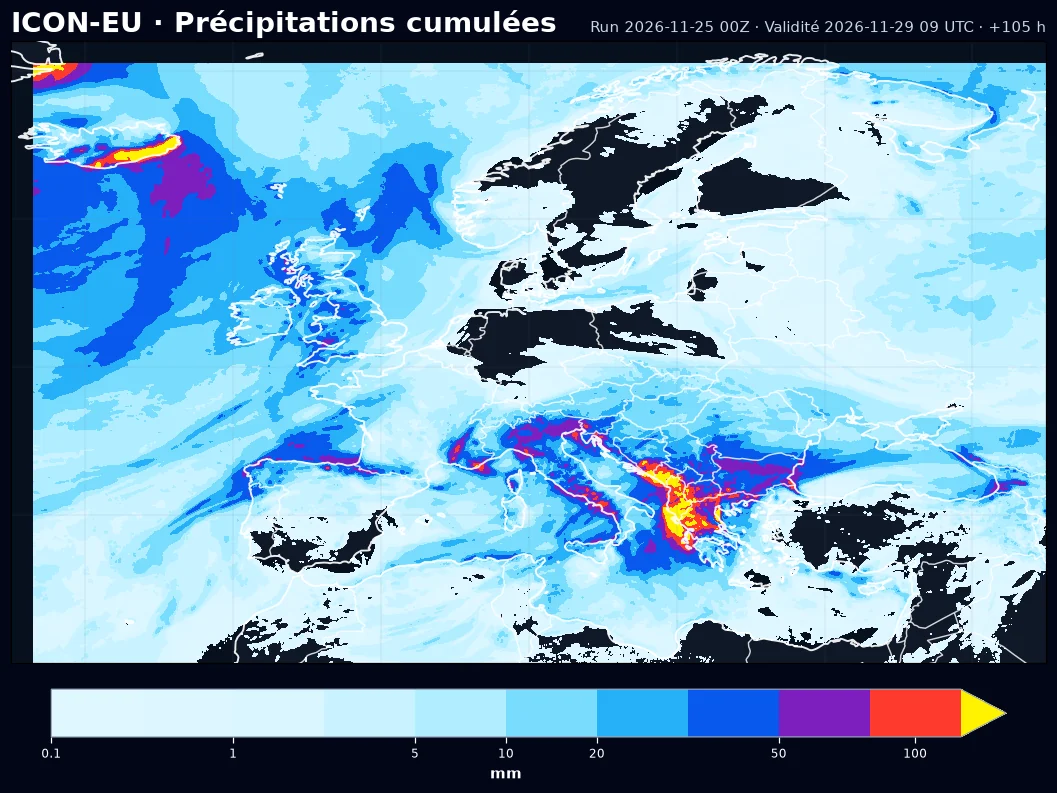 ICON-EU · Précipitations cumulées
Run 2026-11-25 00Z · Validité 2026-11-29 09 UTC · +105 h
0.1 1 5 10 20 50 100
mm